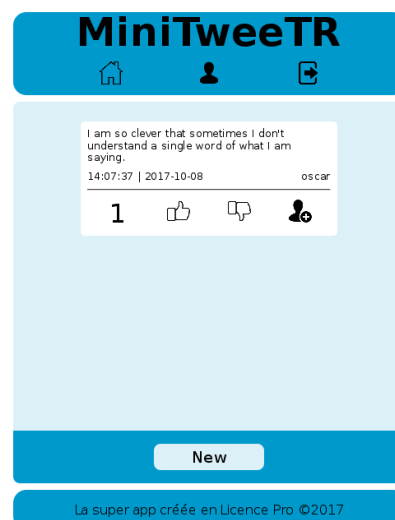 MiniTweeTR
I am so clever that sometimes I don't
understand a single word of what I am
saying.
14:07:37 | 2017-10-08 oscar
1
New
La super app créée en Licence Pro ©2017